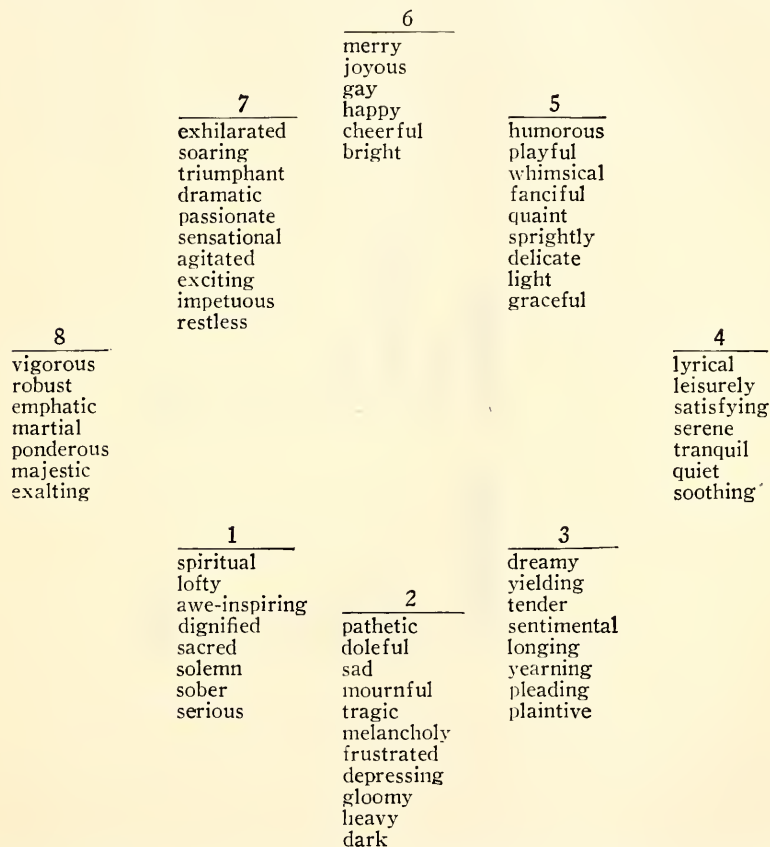 6
merry
joyous
gay
happy
cheerful
bright
7
exhilarated
soaring
triumphant
dramatic
passionate
sensational
agitated
exciting
impetuous
restless
5
humorous
playful
whimsical
fanciful
quaint
sprightly
delicate
light
graceful
8
vigorous
robust
emphatic
martial
ponderous
majestic
exalting
4
lyrical
leisurely
satisfying
serene
tranquil
quiet
soothing
1
spiritual
lofty
awe-inspiring
dignified
sacred
solemn
sober
serious
2
pathetic
doleful
sad
mournful
tragic
melancholy
frustrated
depressing
gloomy
heavy
dark
3
dreamy
yielding
tender
sentimental
longing
yearning
pleading
plaintive